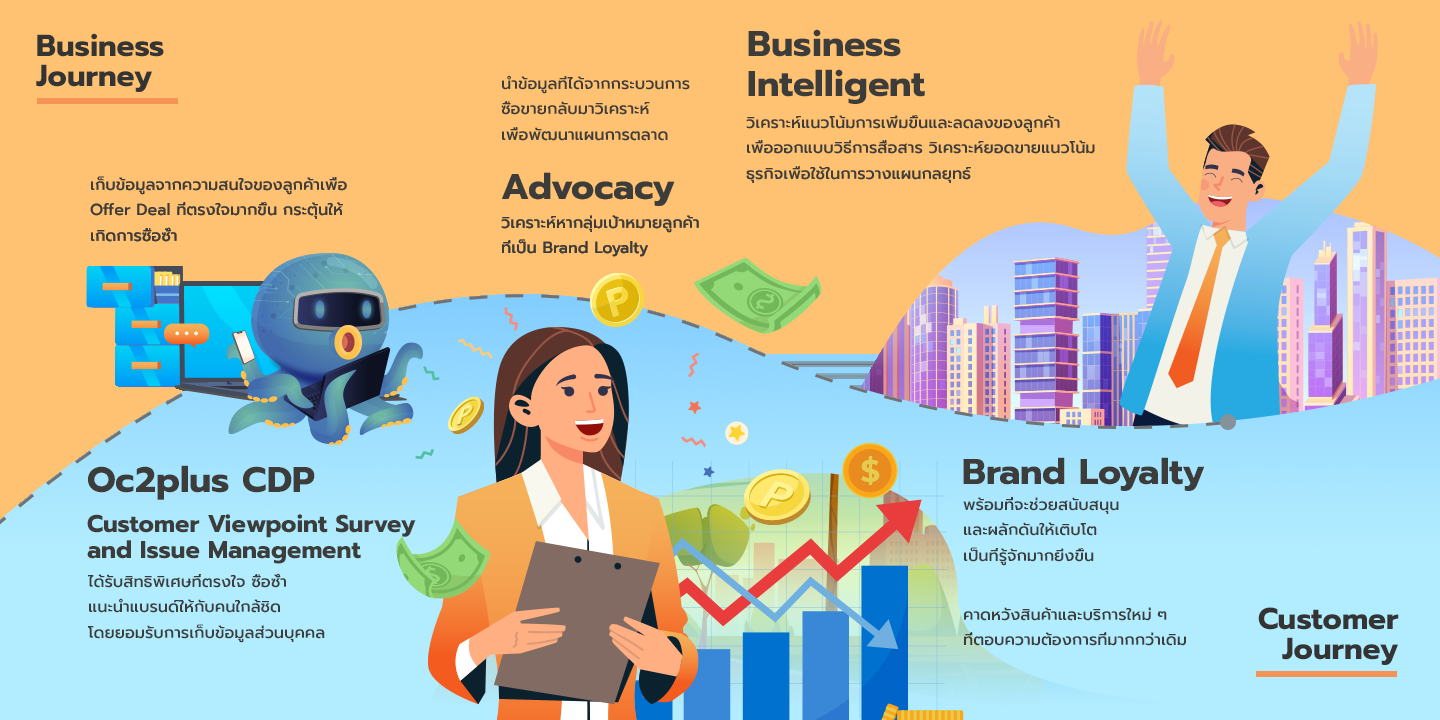 Business
Journey
เก็บข้อมูลจากความสนใจของลูกค้าเพื่อ
Offer Deal ที่ตรงใจมากขึ้น กระตุ้นให้
เกิดการซื้อซ้ำ
นำข้อมูลที่ได้จากกระบวนการ
ซื้อขายกลับมาวิเคราะห์
เพื่อพัฒนาแผนการตลาด
Advocacy
วิเคราะห์หากลุ่มเป้าหมายลูกค้า
ที่เป็น Brand Loyalty
Business
Intelligent
วิเคราะห์แนวโน้มการเพิ่มขึ้นและลดลงของลูกค้า
เพื่อออกแบบวิธีการสื่อสาร วิเคราะห์ยอดขายแนวโน้ม
ธุรกิจเพื่อใช้ในการวางแผนกลยุทธ์
Oc2plus CDP
Customer Viewpoint Survey
and Issue Management
ได้รับสิทธิพิเศษที่ตรงใจ ซื้อซ้ำ
แนะนำแบรนด์ให้กับคนใกล้ชิด
โดยยอมรับการเก็บข้อมูลส่วนบุคคล
P
P
P
$
Brand Loyalty
พร้อมที่จะช่วยสนับสนุน
และผลักดันให้เติบโต
เป็นที่รู้จักมากยิ่งขึ้น
คาดหวังสินค้าและบริการใหม่ ๆ
ที่ตอบความต้องการที่มากกว่าเดิม
Customer
Journey